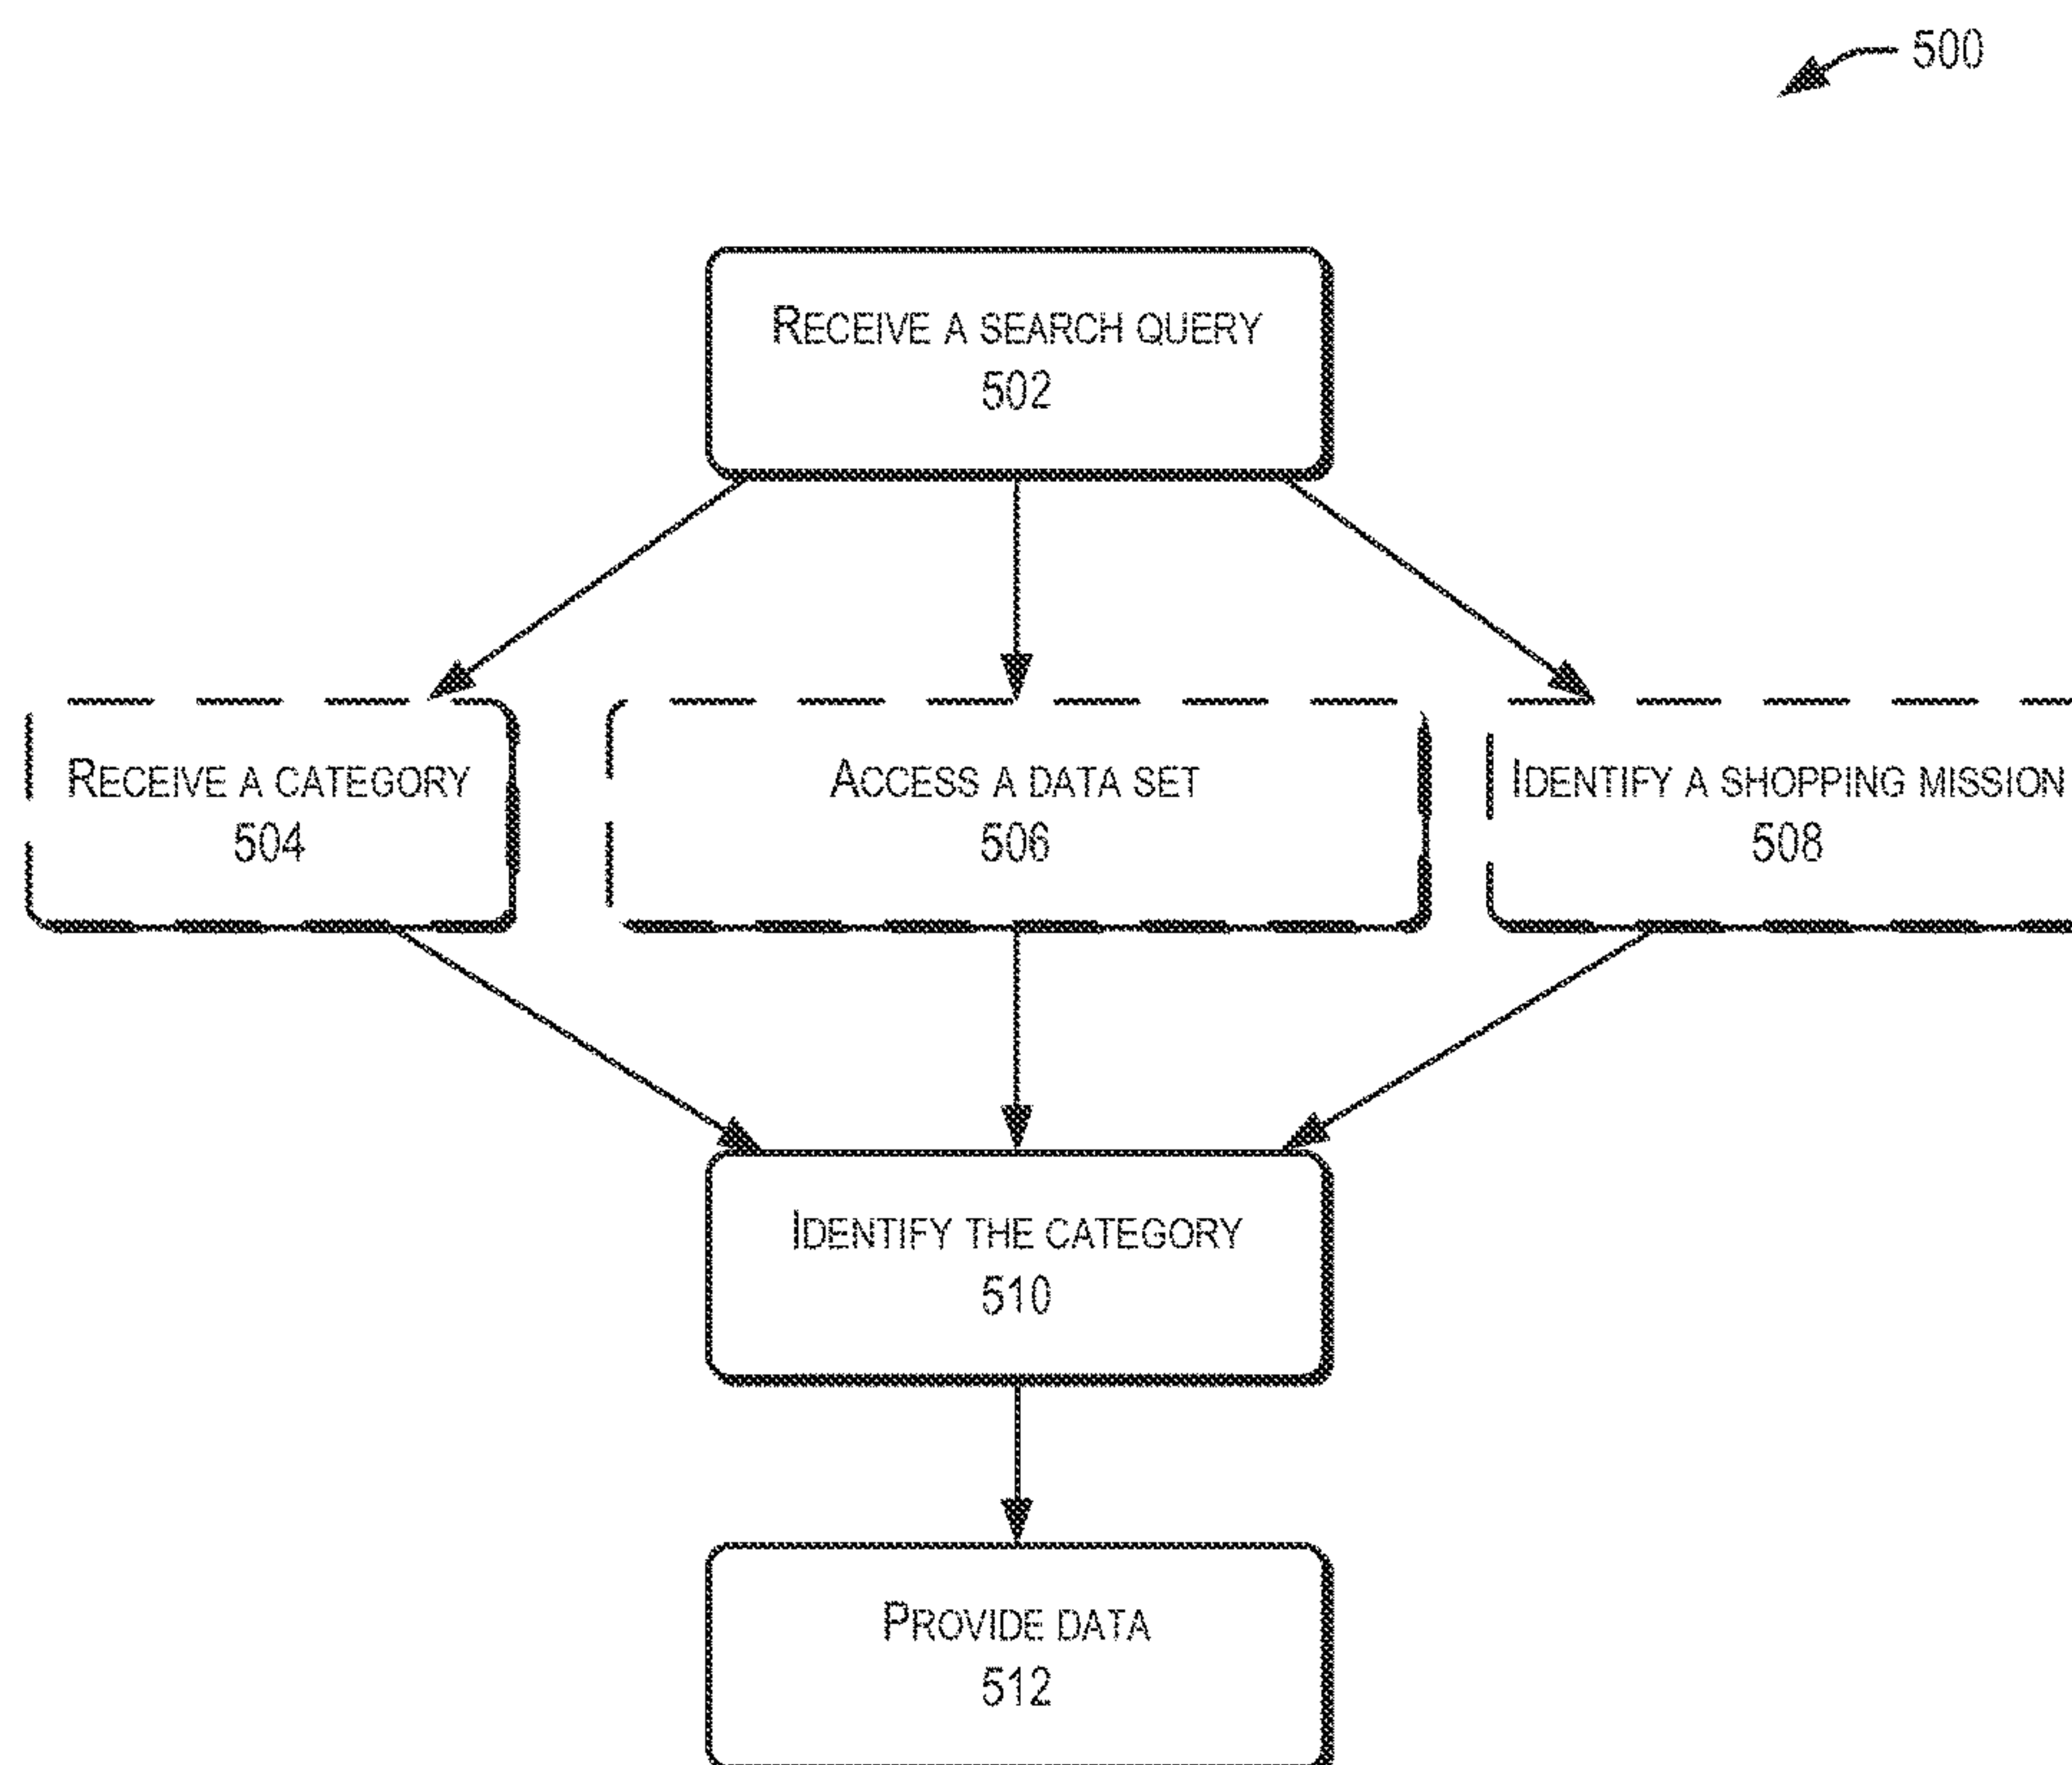 500
RECEIVE A SEARCH QUERY
502
RECEIVE A CATEGORY
504
ACCESS A DATA SET
506
IDENTIFY A SHOPPING MISSION
508
IDENTIFY THE CATEGORY
510
PROVIDE DATA
512